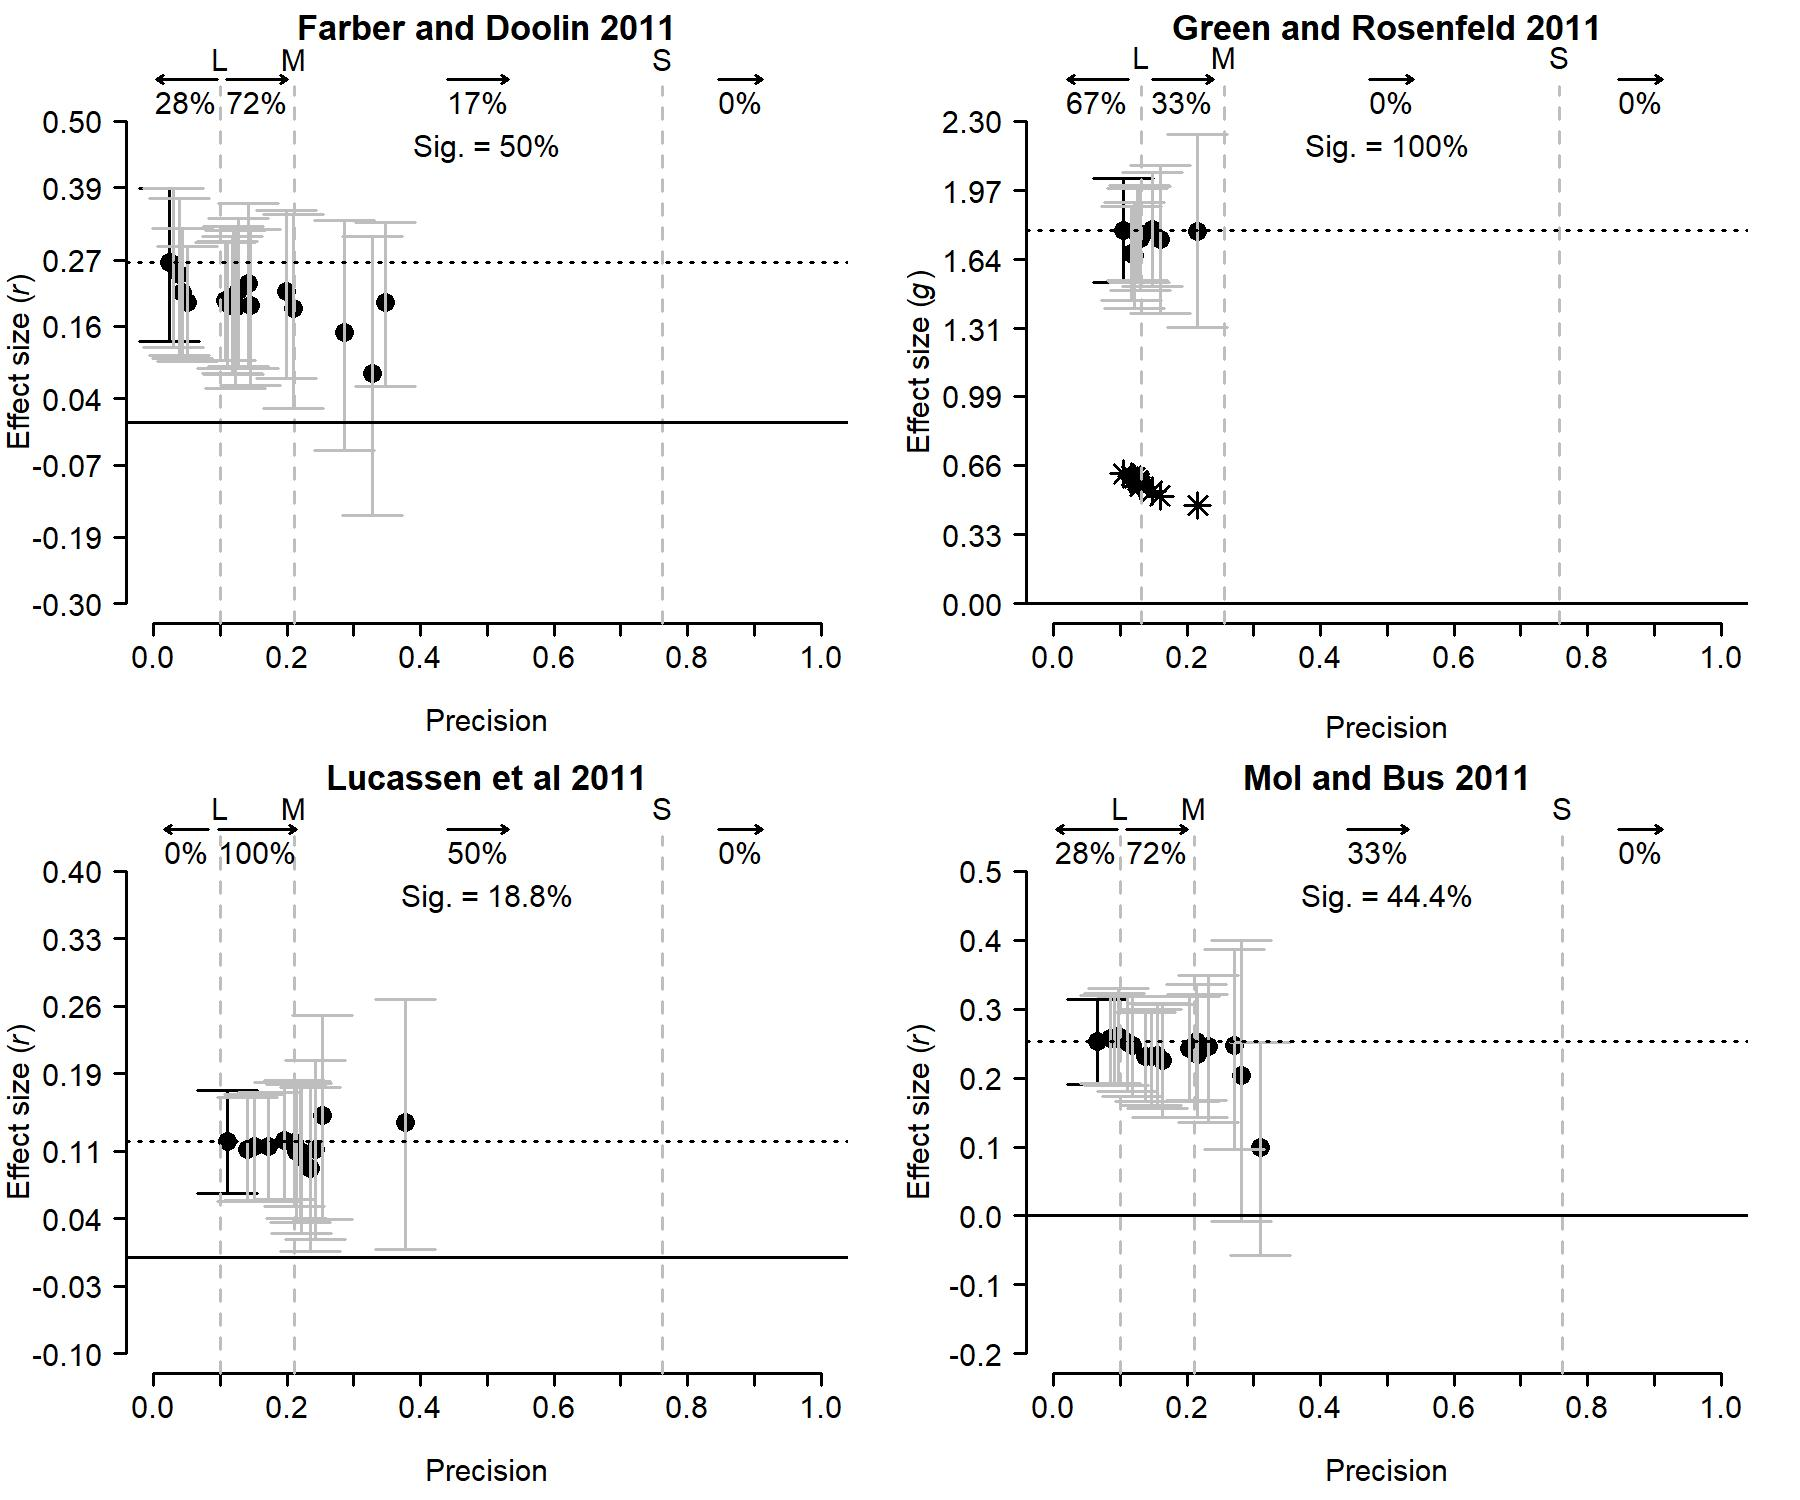 Farber and Doolin 2011
L M S
28% 72% 17% 0%
Sig. = 50%
0.50
0.39
0.27
0.16
0.04
-0.07
-0.19
-0.30
Effect size (r)
0.0 0.2 0.4 0.6 0.8 1.0
Precision
Green and Rosenfeld 2011
L M S
67% 33% 0% 0%
Sig. = 100%
2.30
1.97
1.64
1.31
0.99
0.66
0.33
0.00
Effect size (g)
0.0 0.2 0.4 0.6 0.8 1.0
Precision
Lucassen et al 2011
L M S
0% 100% 50% 0%
Sig. = 18.8%
0.40
0.33
0.26
0.19
0.11
0.04
-0.03
-0.10
Effect size (r)
0.0 0.2 0.4 0.6 0.8 1.0
Precision
Mol and Bus 2011
L M S
28% 72% 33% 0%
Sig. = 44.4%
0.5
0.4
0.3
0.2
0.1
0.0
-0.1
-0.2
Effect size (r)
0.0 0.2 0.4 0.6 0.8 1.0
Precision